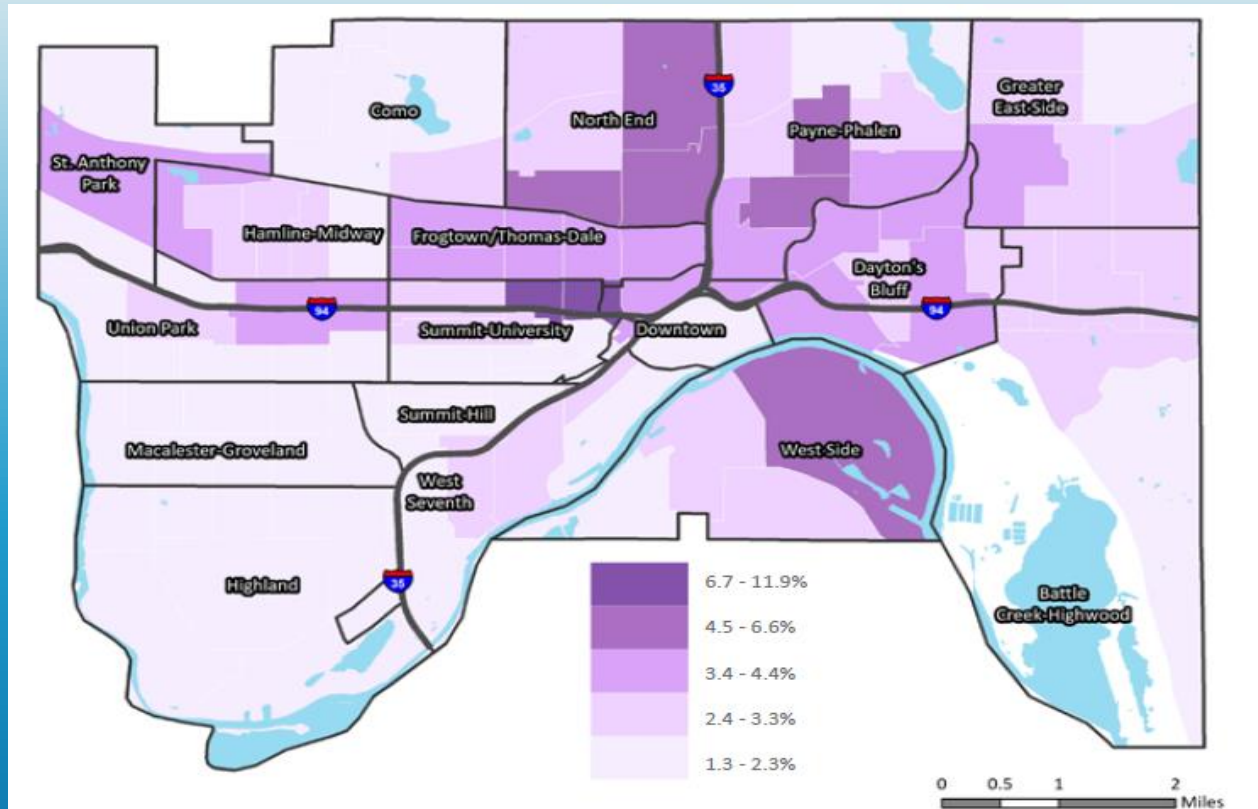 35
Como
North End
Greater
East-Side
Payne-Phalen
St. Anthony
Park
Hamline-Midway
Frogtown/Thomas-Dale
Dayton's
Bluff
94
94
Union Park
Summit-University
Downtown
Summit-Hill
Macalester-Groveland
West-Side
West
Seventh
Highland
35
Battle
Creek-Highwood
6.7 - 11.9%
4.5 - 6.6%
3.4 - 4.4%
2.4 - 3.3%
1.3 - 2.3%
0 0.5 1 2
Miles